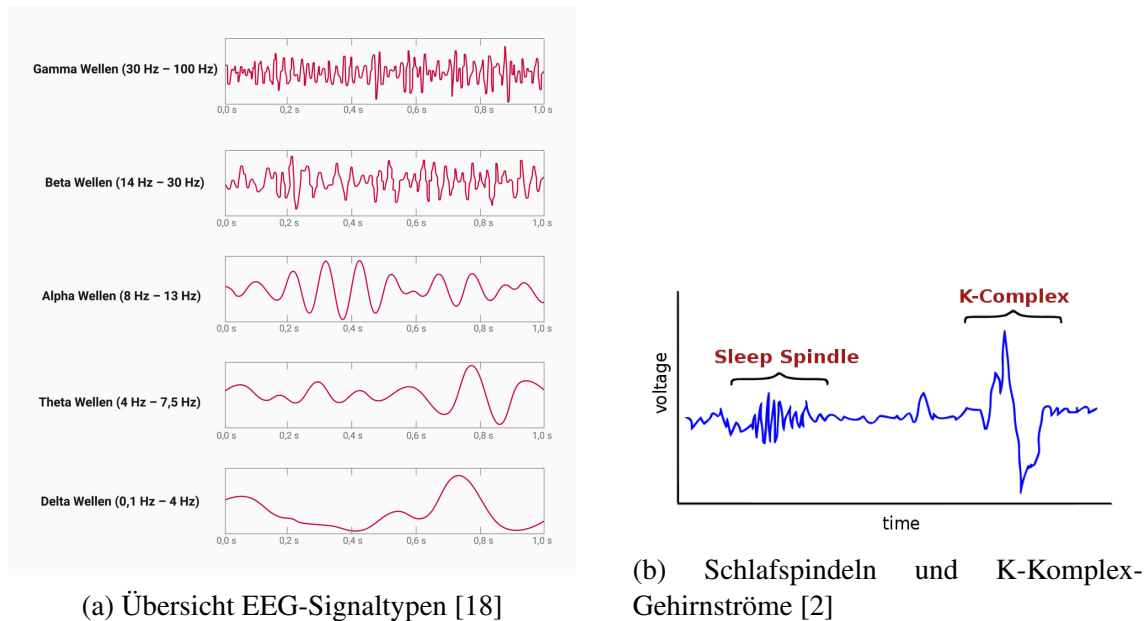 Gamma Wellen (30 Hz – 100 Hz)
0,0 s 0,2 s 0,4 s 0,6 s 0,8 s 1,0 s
Beta Wellen (14 Hz – 30 Hz)
0,0 s 0,2 s 0,4 s 0,6 s 0,8 s 1,0 s
Alpha Wellen (8 Hz – 13 Hz)
0,0 s 0,2 s 0,4 s 0,6 s 0,8 s 1,0 s
Theta Wellen (4 Hz – 7,5 Hz)
0,0 s 0,2 s 0,4 s 0,6 s 0,8 s 1,0 s
Delta Wellen (0,1 Hz – 4 Hz)
0,0 s 0,2 s 0,4 s 0,6 s 0,8 s 1,0 s
(a) Übersicht EEG-Signaltypen [18]
K-Complex
Sleep Spindle
voltage
time
(b) Schlafspindeln und K-Komplex-
Gehirnströme [2]